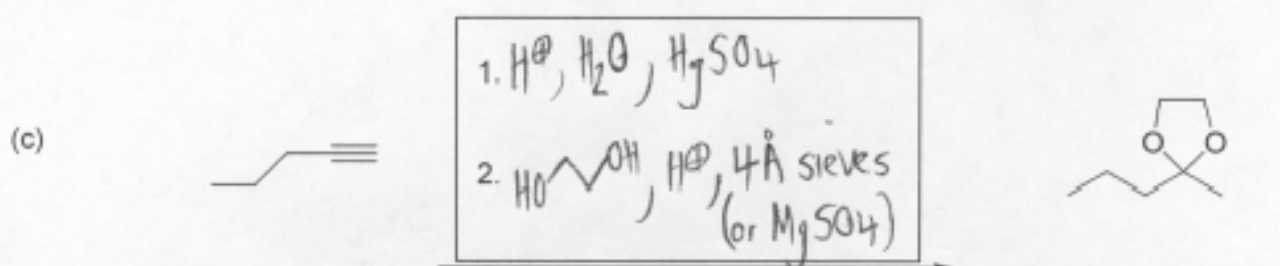 (c)
1. H⊕, H₂O, HgSO₄
2. HO OH, H⊕, 4Å sieves
(or MgSO₄)
O O